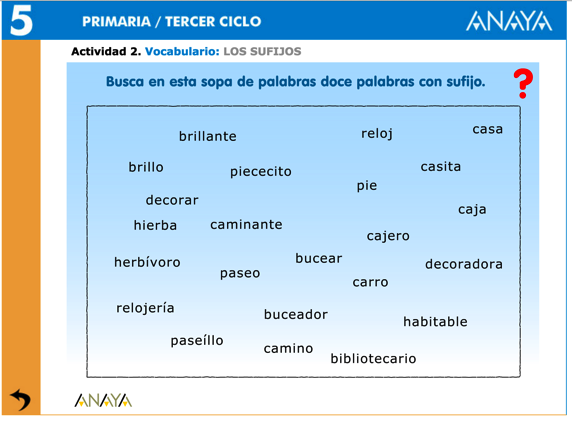 5
PRIMARIA / TERCER CICLO
ANAYA
Actividad 2. Vocabulario: LOS SUFIJOS
Busca en esta sopa de palabras doce palabras con sufijo.
?
brillante
reloj
casa
brillo
piececito
casita
pie
decorar
caja
hierba
caminante
cajero
herbívoro
paseo
bucear
decoradora
carro
relojería
buceador
habitable
paseíllo
camino
bibliotecario
ANAYA